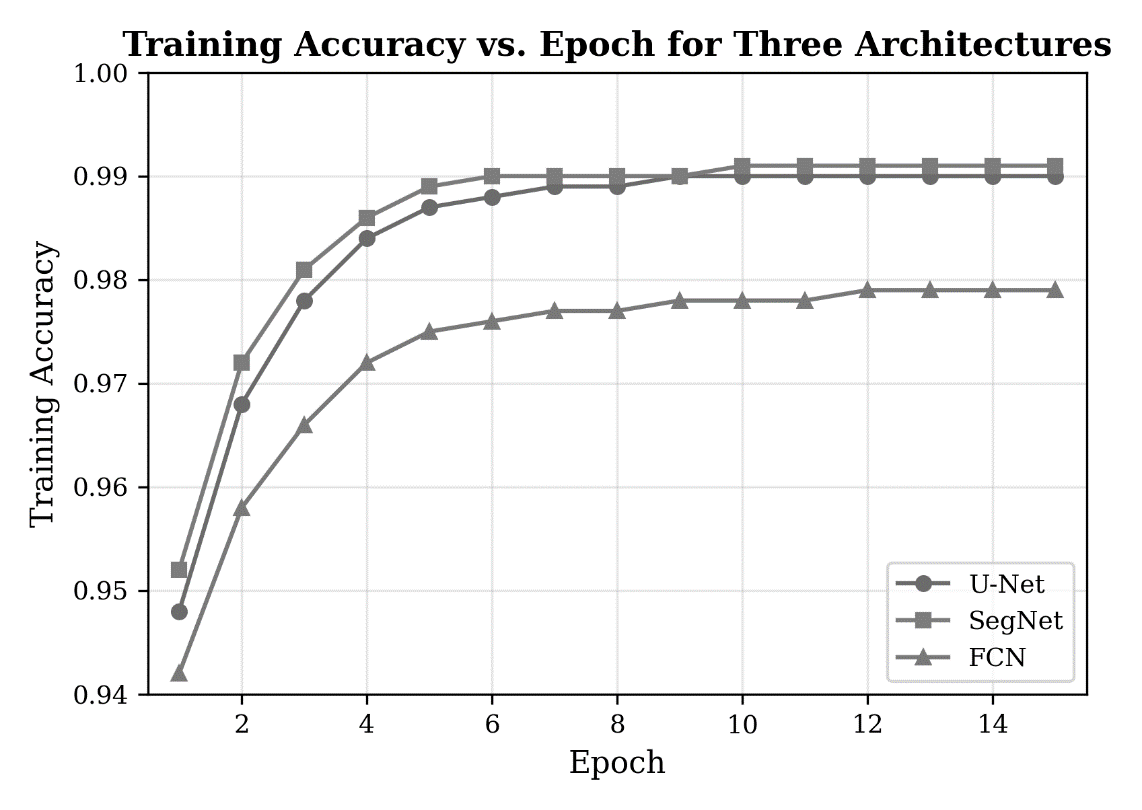 Training Accuracy vs. Epoch for Three Architectures
1.00
0.99
0.98
0.97
0.96
0.95
0.94
Training Accuracy
U-Net
SegNet
FCN
2 4 6 8 10 12 14
Epoch